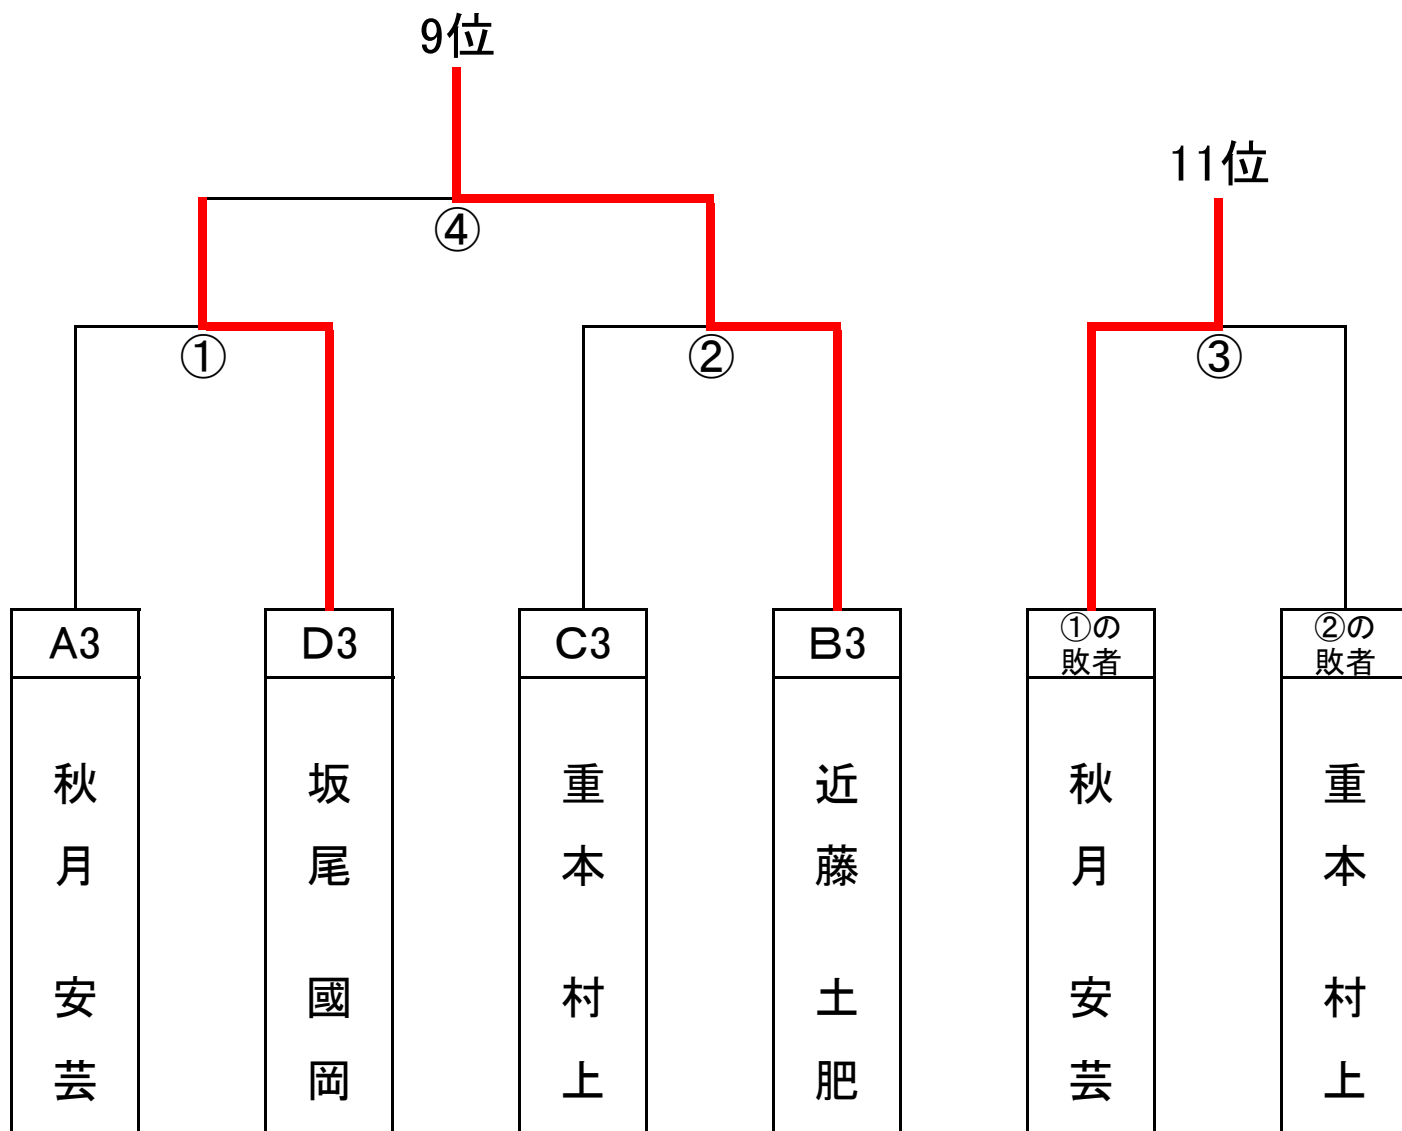 9位
11位
④
①
②
③
A3
D3
C3
B3
①の
敗者
②の
敗者
秋月 安芸
坂尾 國岡
重本 村上
近藤 土肥
秋月 安芸
重本 村上